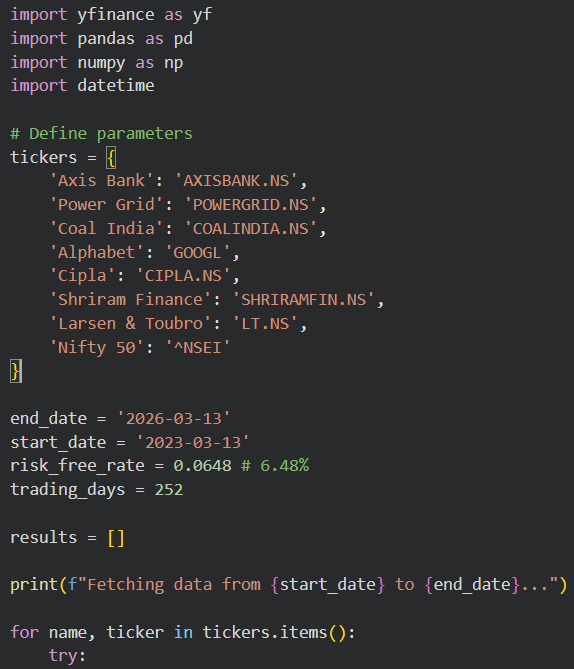 import yfinance as yf
import pandas as pd
import numpy as np
import datetime

# Define parameters
tickers = {
    'Axis Bank': 'AXISBANK.NS',
    'Power Grid': 'POWERGRID.NS',
    'Coal India': 'COALINDIA.NS',
    'Alphabet': 'GOOGL',
    'Cipla': 'CIPLA.NS',
    'Shriram Finance': 'SHRIRAMFIN.NS',
    'Larsen & Toubro': 'LT.NS',
    'Nifty 50': '^NSEI'
}

end_date = '2026-03-13'
start_date = '2023-03-13'
risk_free_rate = 0.0648 # 6.48%
trading_days = 252

results = []

print(f"Fetching data from {start_date} to {end_date}...")

for name, ticker in tickers.items():
    try: